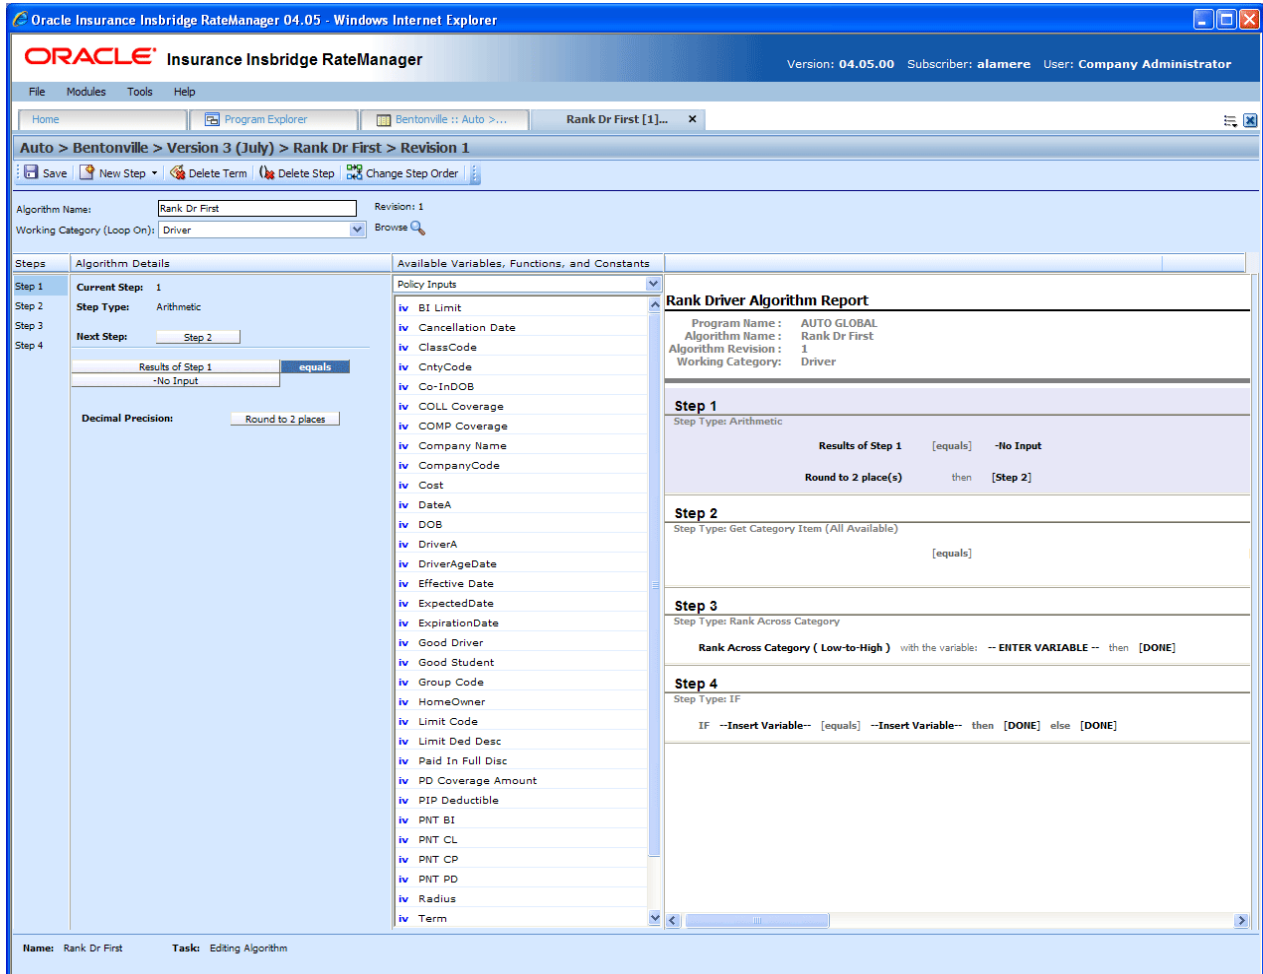 Oracle Insurance Insbridge RateManager 04.05 - Windows Internet Explorer
ORACLE® Insurance Insbridge RateManager
Version: 04.05.00 Subscriber: alamere User: Company Administrator
File Modules Tools Help
Home Program Explorer Bentonville :: Auto >... Rank Dr First [1]... x
Auto > Bentonville > Version 3 (July) > Rank Dr First > Revision 1
Save New Step Delete Term Delete Step Change Step Order
Algorithm Name: Rank Dr First Revision: 1
Working Category (Loop On): Driver Browse
Steps Algorithm Details Available Variables, Functions, and Constants
Step 1
Step 2
Step 3
Step 4
Current Step: 1
Step Type: Arithmetic
Next Step: Step 2
Results of Step 1 equals
-No Input
Decimal Precision: Round to 2 places
Policy Inputs
iv BI Limit
iv Cancellation Date
iv ClassCode
iv CntyCode
iv Co-InDOB
iv COLL Coverage
iv COMP Coverage
iv Company Name
iv CompanyCode
iv Cost
iv DateA
iv DOB
iv DriverA
iv DriverAgeDate
iv Effective Date
iv ExpectedDate
iv ExpirationDate
iv Good Driver
iv Good Student
iv Group Code
iv HomeOwner
iv Limit Code
iv Limit Ded Desc
iv Paid In Full Disc
iv PD Coverage Amount
iv PIP Deductible
iv PNT BI
iv PNT CL
iv PNT CP
iv PNT PD
iv Radius
iv Term
Rank Driver Algorithm Report
Program Name : AUTO GLOBAL
Algorithm Name : Rank Dr First
Algorithm Revision : 1
Working Category: Driver
Step 1
Step Type: Arithmetic
Results of Step 1 [equals] -No Input
Round to 2 place(s) then [Step 2]
Step 2
Step Type: Get Category Item (All Available)
[equals]
Step 3
Step Type: Rank Across Category
Rank Across Category ( Low-to-High ) with the variable: -- ENTER VARIABLE -- then [DONE]
Step 4
Step Type: IF
IF --Insert Variable-- [equals] --Insert Variable-- then [DONE] else [DONE]
Name: Rank Dr First Task: Editing Algorithm